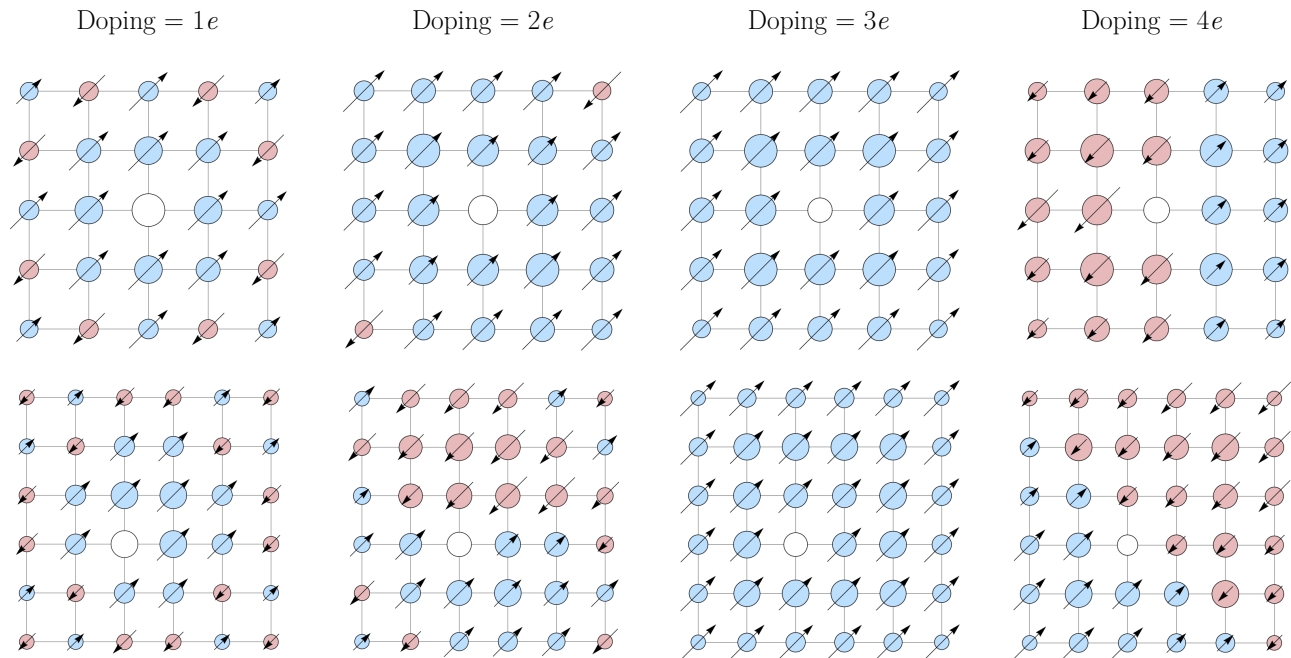 Doping = 1e
Doping = 2e
Doping = 3e
Doping = 4e